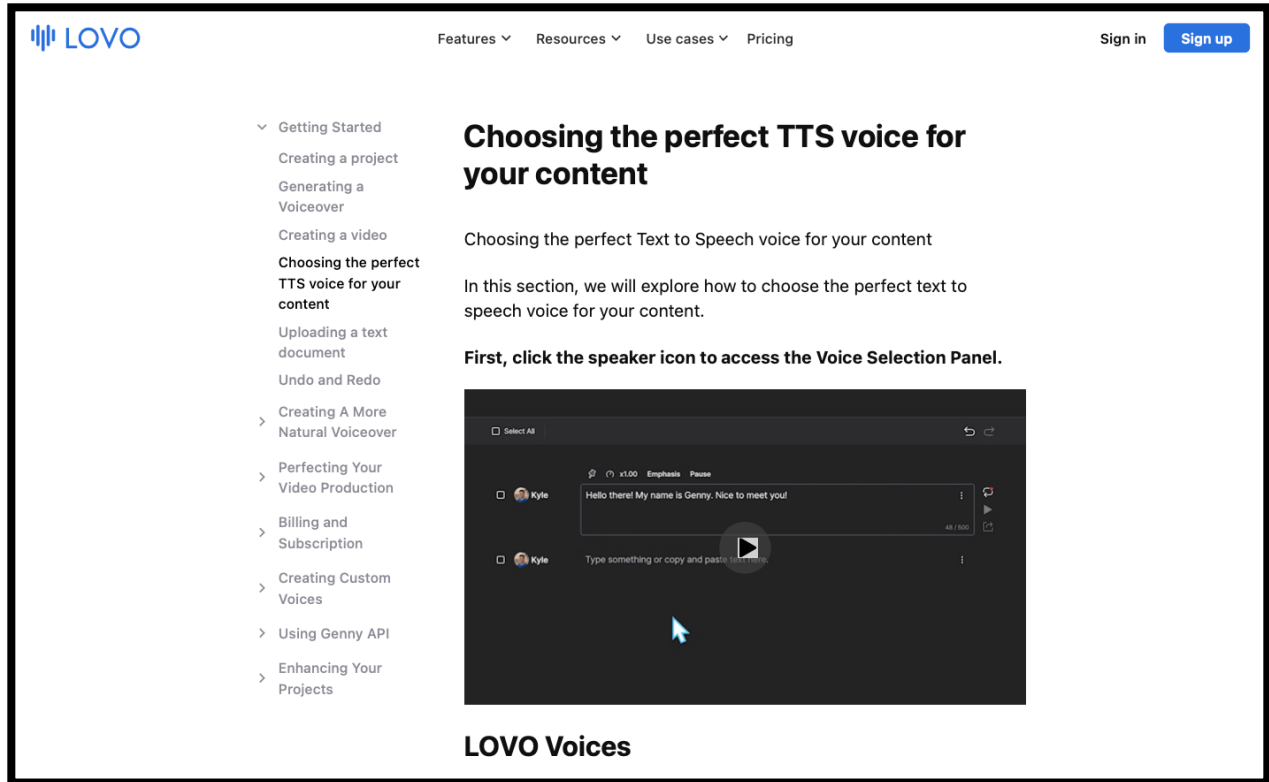 LOVO
Features
Resources
Use cases
Pricing
Sign in
Sign up
Getting Started
Creating a project
Generating a
Voiceover
Creating a video
Choosing the perfect
TTS voice for your
content
Uploading a text
document
Undo and Redo
Creating A More
Natural Voiceover
Perfecting Your
Video Production
Billing and
Subscription
Creating Custom
Voices
Using Genny API
Enhancing Your
Projects
Choosing the perfect TTS voice for
your content
Choosing the perfect Text to Speech voice for your content
In this section, we will explore how to choose the perfect text to
speech voice for your content.
First, click the speaker icon to access the Voice Selection Panel.
Select All
x1.00 Emphasis Pause
Kyle
Hello there! My name is Genny. Nice to meet you!
48 / 500
Kyle
Type something or copy and paste text here.
LOVO Voices